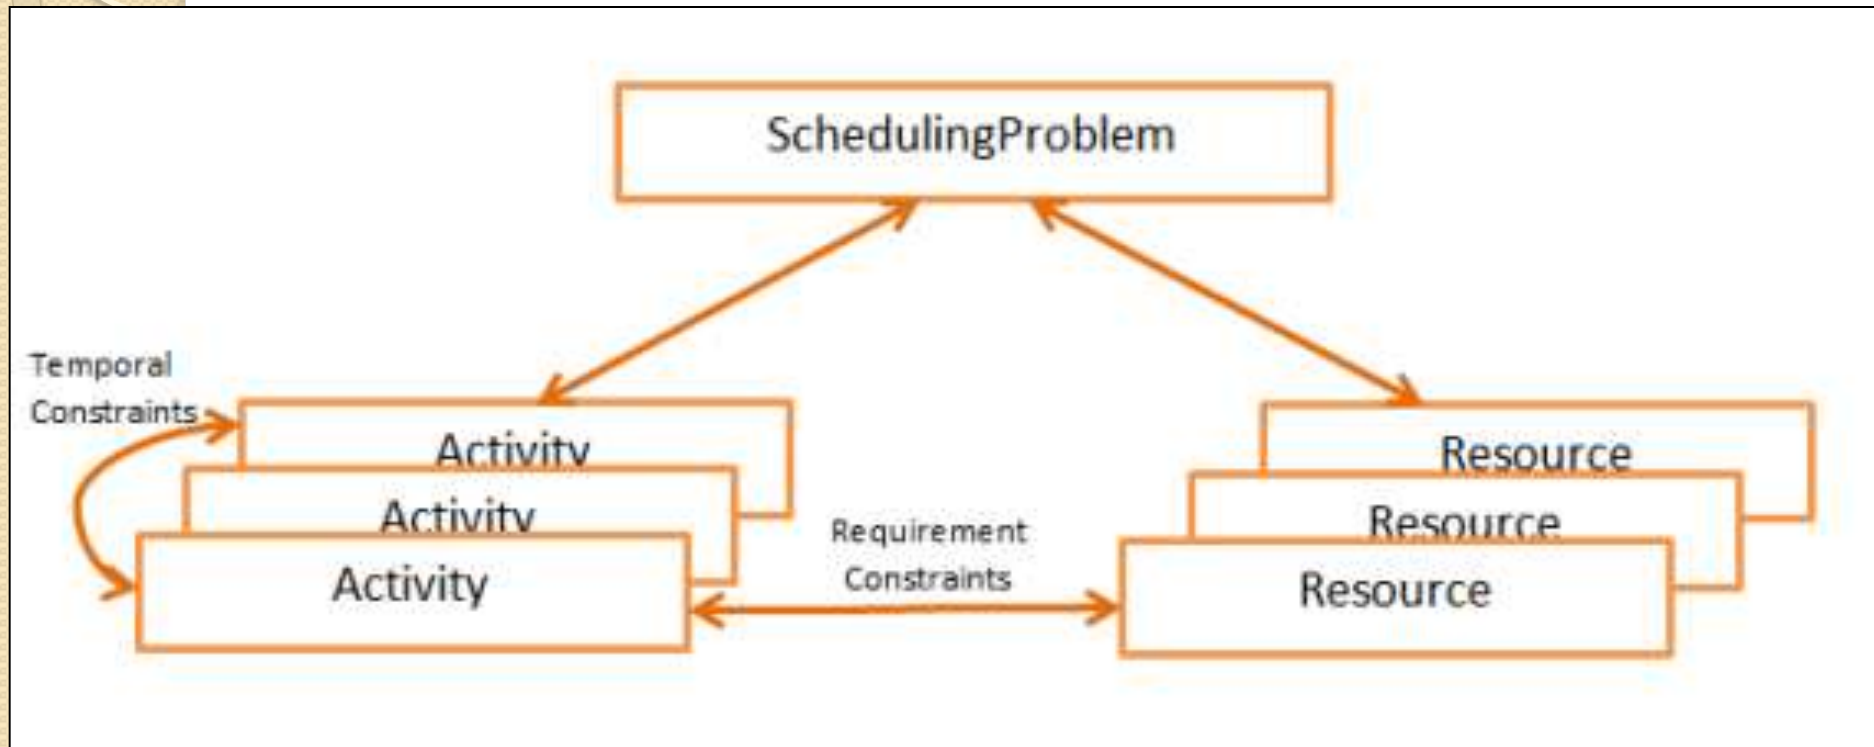 SchedulingProblem
Temporal
Constraints
Activity
Activity
Activity
Requirement
Constraints
Resource
Resource
Resource